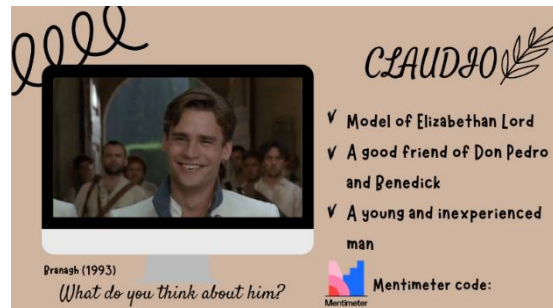 CLAUDIO
✓ Model of Elizabethan Lord
✓ A good friend of Don Pedro
and Benedick
✓ A young and inexperienced
man
Branagh (1993)
What do you think about him?
Mentimeter
Mentimeter code: